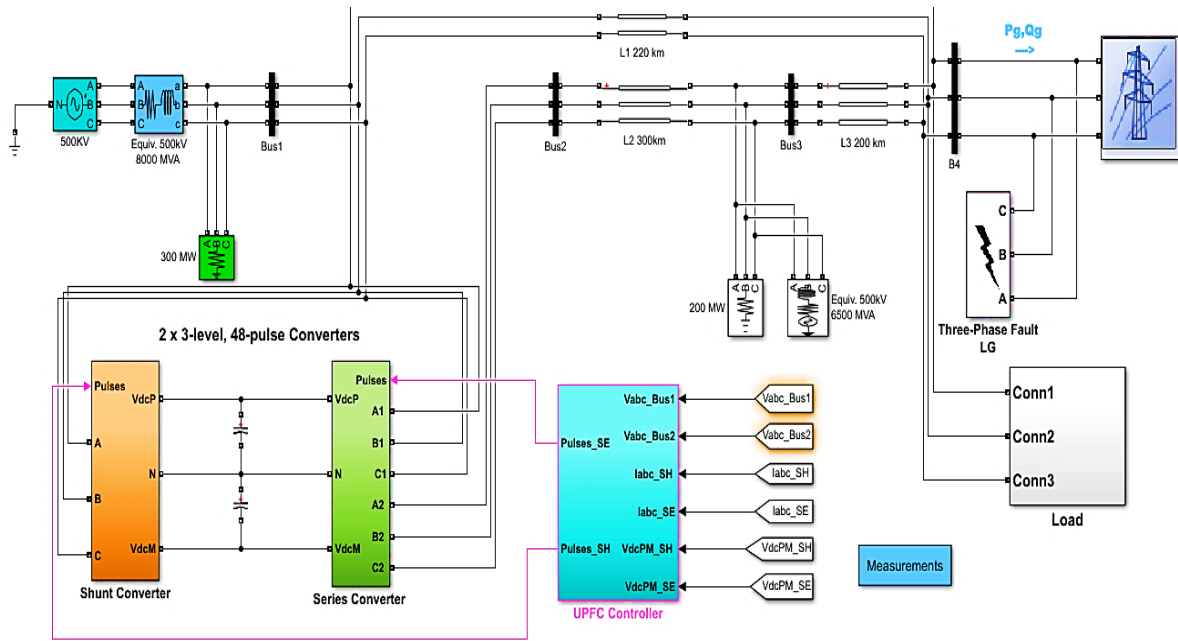 Pg,Qg
--->
L1 220 km
A
B
C
N
A
B
C
a
b
c
500KV
Equiv. 500kV
8000 MVA
Bus1
Bus2
L2 300km
Bus3
L3 200 km
B4
A
B
C
300 MW
A
B
C
200 MW
A
B
C
Equiv. 500kV
6500 MVA
C
B
A
Three-Phase Fault
LG
2 x 3-level, 48-pulse Converters
Pulses
VdcP
A
N
B
VdcM
C
Shunt Converter
Pulses
VdcP
A1
B1
N
C1
A2
B2
VdcM
C2
Series Converter
Vabc_Bus1
Vabc_Bus2
Pulses_SE
Iabc_SH
Iabc_SE
Pulses_SH
VdcPM_SH
VdcPM_SE
UPFC Controller
Vabc_Bus1
Vabc_Bus2
Iabc_SH
Iabc_SE
VdcPM_SH
VdcPM_SE
Conn1
Conn2
Conn3
Load
Measurements